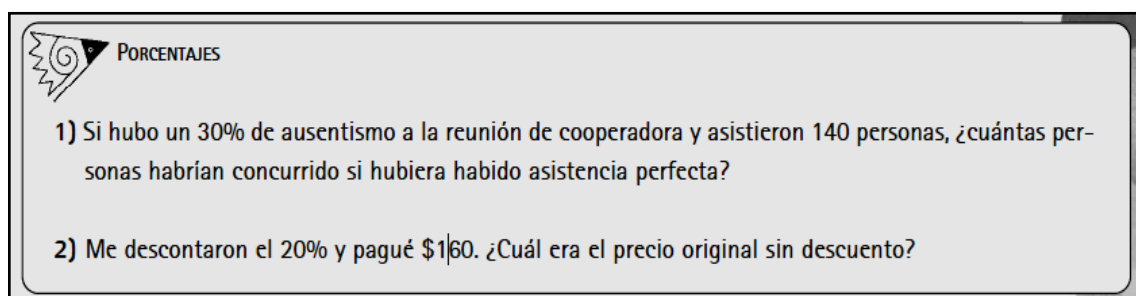 PORCENTAJES
1) Si hubo un 30% de ausentismo a la reunión de cooperadora y asistieron 140 personas, ¿cuántas per-
sonas habrían concurrido si hubiera habido asistencia perfecta?
2) Me descontaron el 20% y pagué $160. ¿Cuál era el precio original sin descuento?